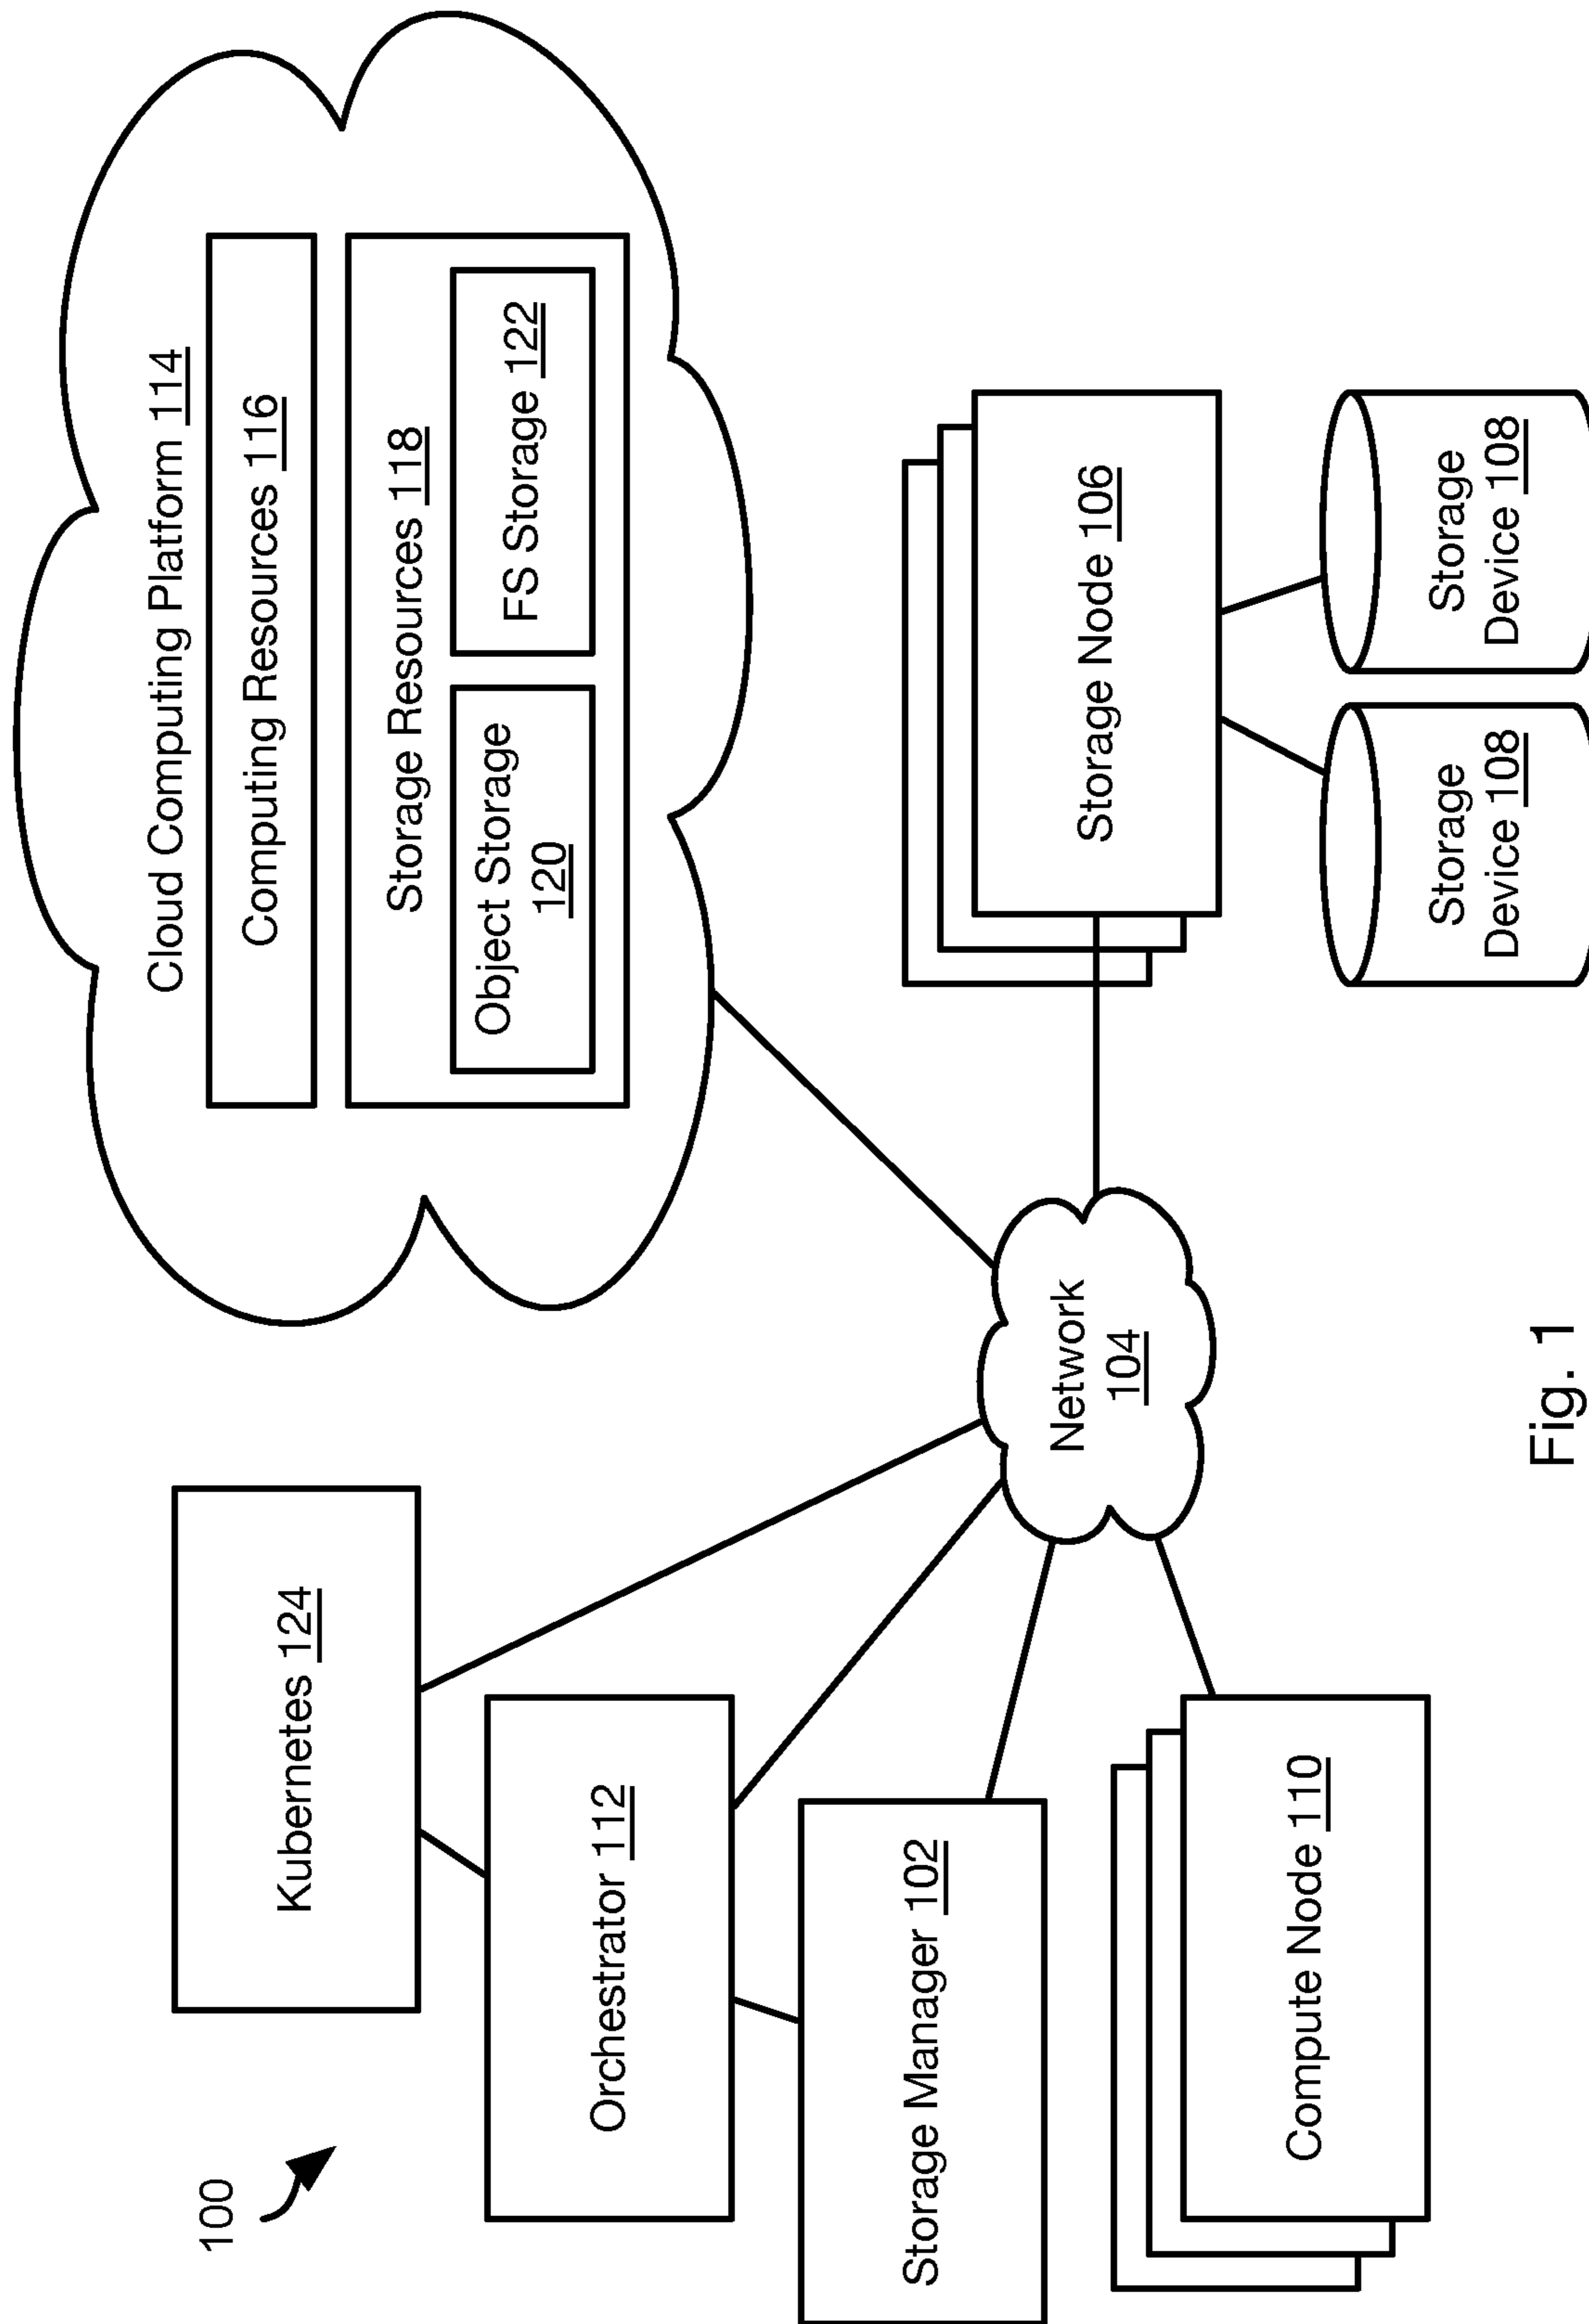 100
Kubernetes 124
Orchestrator 112
Storage Manager 102
Compute Node 110
Network
104
Cloud Computing Platform 114
Computing Resources 116
Storage Resources 118
Object Storage
120
FS Storage 122
Storage Node 106
Storage
Device 108
Storage
Device 108
Fig. 1